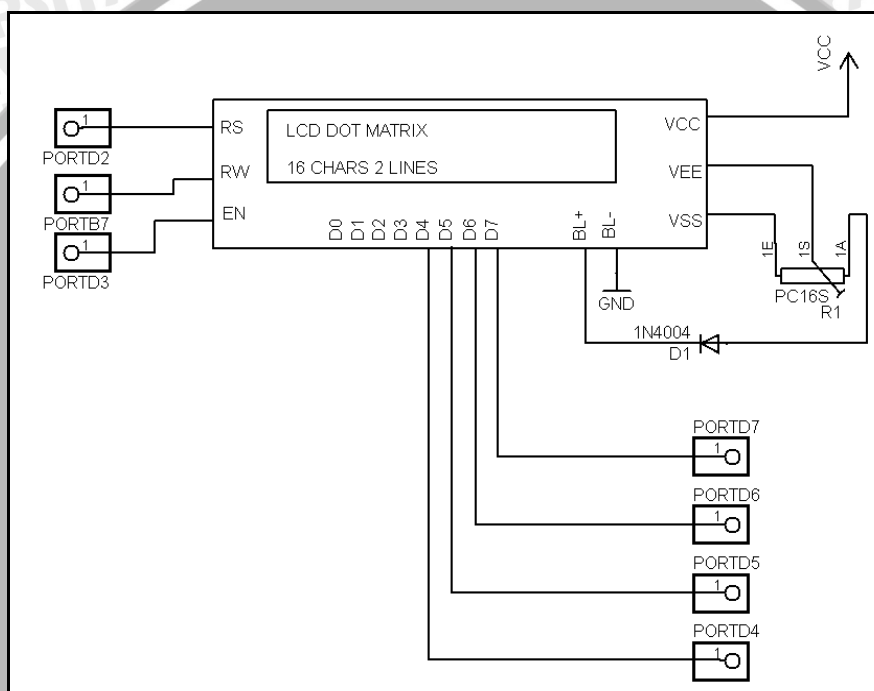 VCC
1
PORTD2
1
PORTB7
1
PORTD3
RS
RW
EN
LCD DOT MATRIX
16 CHARS 2 LINES
VCC
VEE
VSS
D0
D1
D2
D3
D4
D5
D6
D7
BL+
BL-
GND
1E
1S
1A
PC16S
R1
1N4004
D1
PORTD7
1
PORTD6
1
PORTD5
1
PORTD4
1